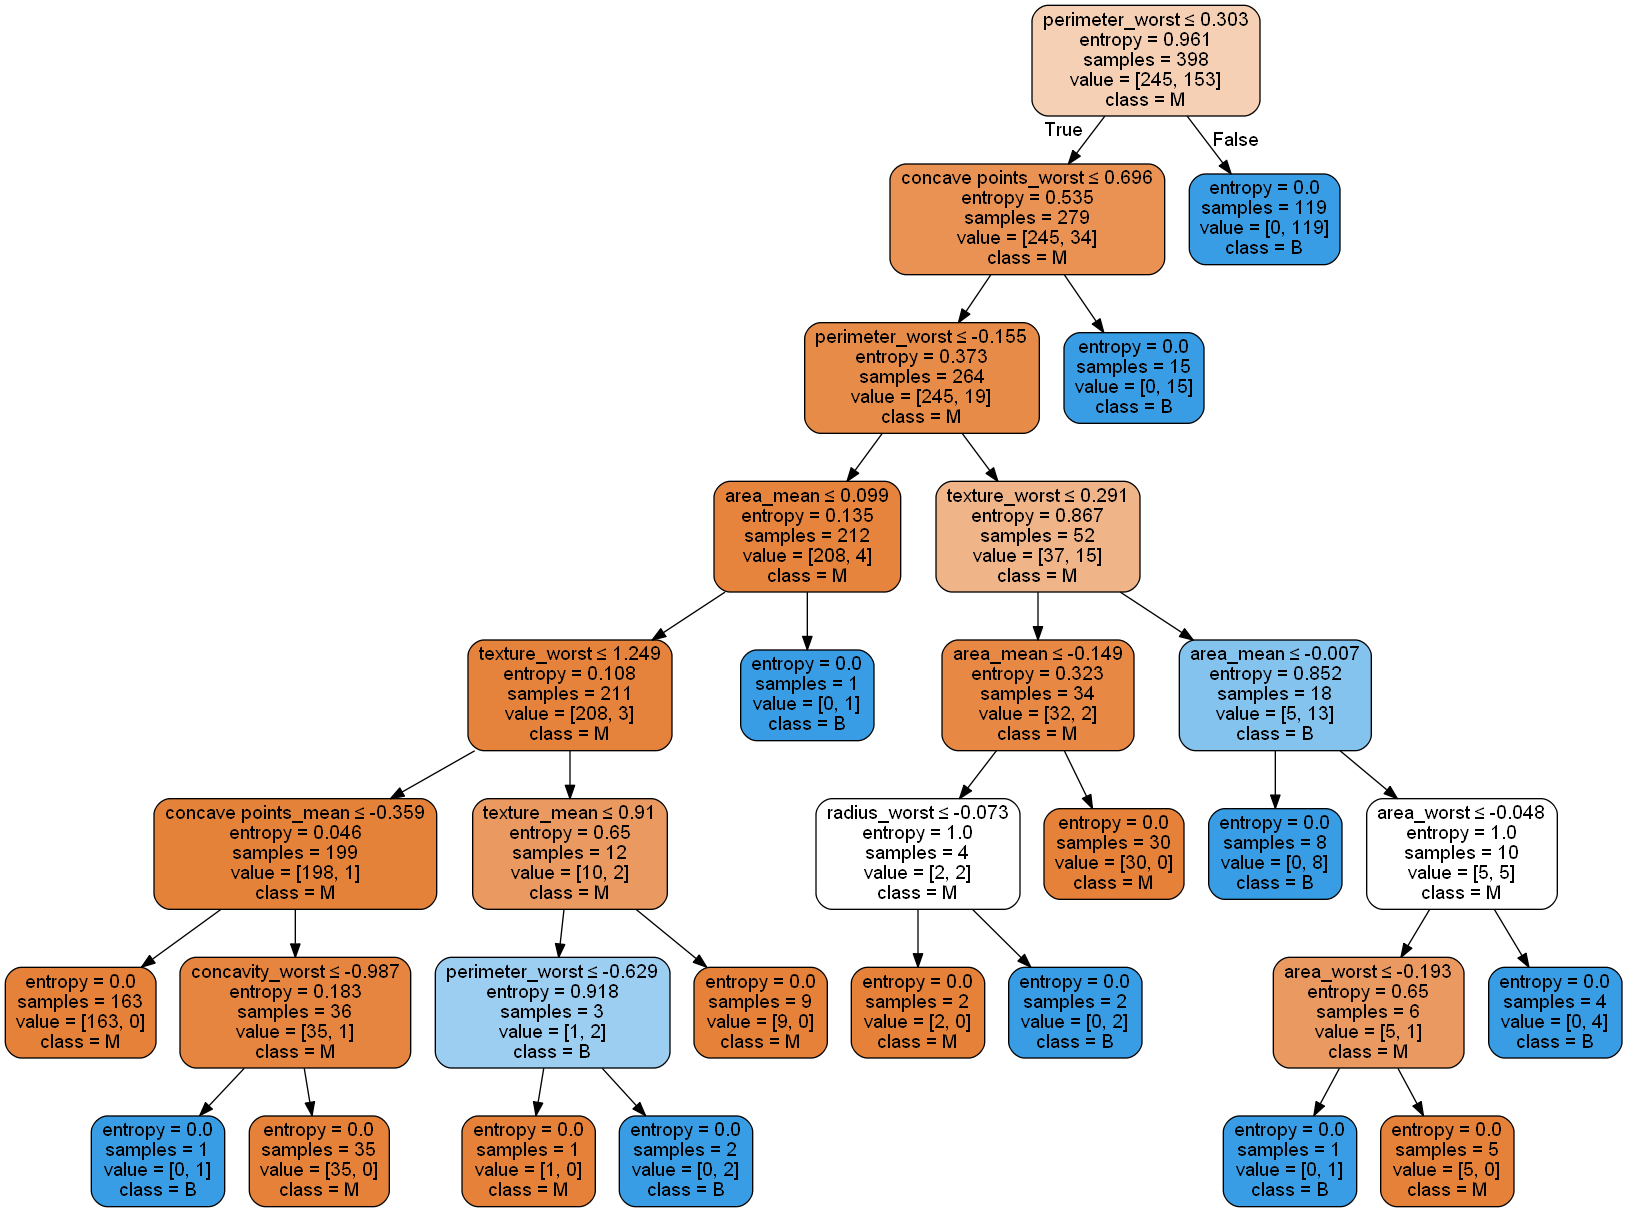 perimeter_worst ≤ 0.303
entropy = 0.961
samples = 398
value = [245, 153]
class = M
True
False
concave points_worst ≤ 0.696
entropy = 0.535
samples = 279
value = [245, 34]
class = M
entropy = 0.0
samples = 119
value = [0, 119]
class = B
perimeter_worst ≤ -0.155
entropy = 0.373
samples = 264
value = [245, 19]
class = M
entropy = 0.0
samples = 15
value = [0, 15]
class = B
area_mean ≤ 0.099
entropy = 0.135
samples = 212
value = [208, 4]
class = M
texture_worst ≤ 0.291
entropy = 0.867
samples = 52
value = [37, 15]
class = M
texture_worst ≤ 1.249
entropy = 0.108
samples = 211
value = [208, 3]
class = M
entropy = 0.0
samples = 1
value = [0, 1]
class = B
area_mean ≤ -0.149
entropy = 0.323
samples = 34
value = [32, 2]
class = M
area_mean ≤ -0.007
entropy = 0.852
samples = 18
value = [5, 13]
class = B
concave points_mean ≤ -0.359
entropy = 0.046
samples = 199
value = [198, 1]
class = M
texture_mean ≤ 0.91
entropy = 0.65
samples = 12
value = [10, 2]
class = M
radius_worst ≤ -0.073
entropy = 1.0
samples = 4
value = [2, 2]
class = M
entropy = 0.0
samples = 30
value = [30, 0]
class = M
entropy = 0.0
samples = 8
value = [0, 8]
class = B
area_worst ≤ -0.048
entropy = 1.0
samples = 10
value = [5, 5]
class = M
entropy = 0.0
samples = 163
value = [163, 0]
class = M
concavity_worst ≤ -0.987
entropy = 0.183
samples = 36
value = [35, 1]
class = M
perimeter_worst ≤ -0.629
entropy = 0.918
samples = 3
value = [1, 2]
class = B
entropy = 0.0
samples = 9
value = [9, 0]
class = M
entropy = 0.0
samples = 2
value = [2, 0]
class = M
entropy = 0.0
samples = 2
value = [0, 2]
class = B
area_worst ≤ -0.193
entropy = 0.65
samples = 6
value = [5, 1]
class = M
entropy = 0.0
samples = 4
value = [0, 4]
class = B
entropy = 0.0
samples = 1
value = [0, 1]
class = B
entropy = 0.0
samples = 35
value = [35, 0]
class = M
entropy = 0.0
samples = 1
value = [1, 0]
class = M
entropy = 0.0
samples = 2
value = [0, 2]
class = B
entropy = 0.0
samples = 1
value = [0, 1]
class = B
entropy = 0.0
samples = 5
value = [5, 0]
class = M